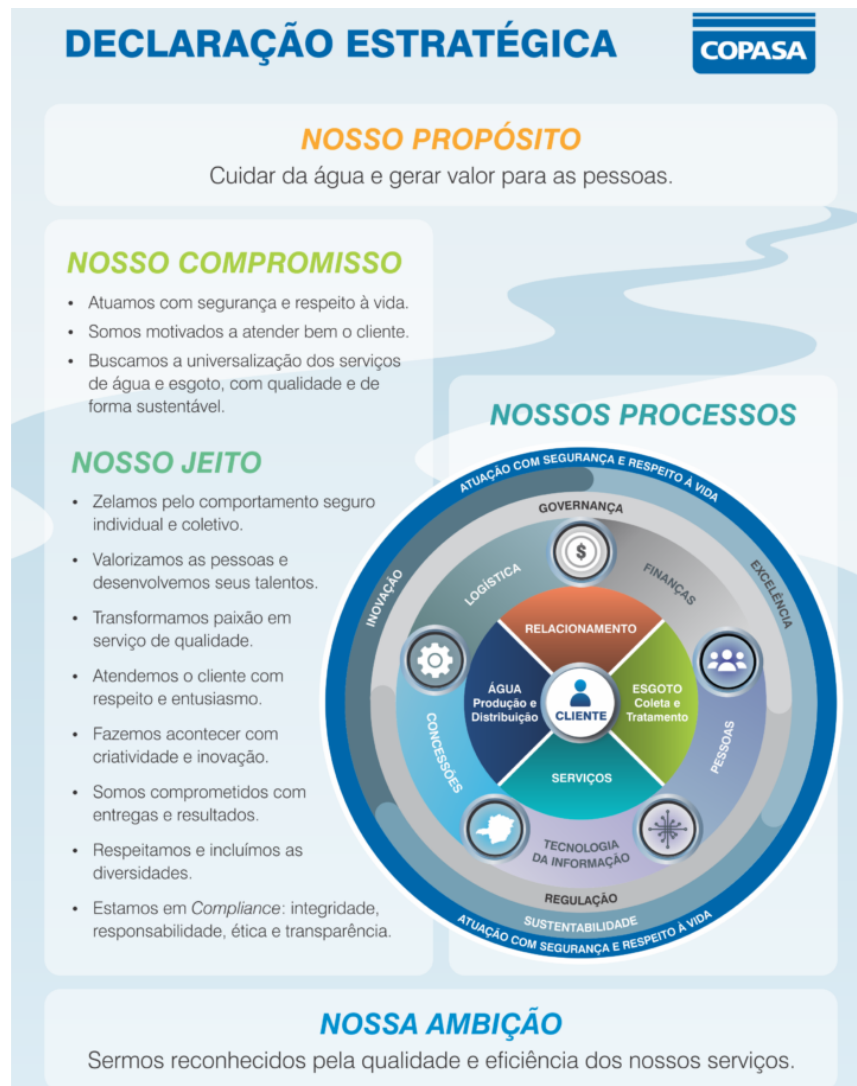 DECLARAÇÃO ESTRATÉGICA
COPASA
NOSSO PROPÓSITO
Cuidar da água e gerar valor para as pessoas.
NOSSO COMPROMISSO
• Atuamos com segurança e respeito à vida.
• Somos motivados a atender bem o cliente.
• Buscamos a universalização dos serviços
de água e esgoto, com qualidade e de
forma sustentável.
NOSSO JEITO
• Zelamos pelo comportamento seguro
individual e coletivo.
• Valorizamos as pessoas e
desenvolvemos seus talentos.
• Transformamos paixão em
serviço de qualidade.
• Atendemos o cliente com
respeito e entusiasmo.
• Fazemos acontecer com
criatividade e inovação.
• Somos comprometidos com
entregas e resultados.
• Respeitamos e incluímos as
diversidades.
• Estamos em Compliance: integridade,
responsabilidade, ética e transparência.
NOSSOS PROCESSOS
ATUAÇÃO COM SEGURANÇA E RESPEITO À VIDA
INOVAÇÃO
EXCELÊNCIA
GOVERNANÇA
$
LOGÍSTICA
FINANÇAS
RELACIONAMENTO
ÁGUA
Produção e
Distribuição
CLIENTE
ESGOTO
Coleta e
Tratamento
SERVIÇOS
CONCESSÕES
PESSOAS
TECNOLOGIA
DA INFORMAÇÃO
REGULAÇÃO
SUSTENTABILIDADE
ATUAÇÃO COM SEGURANÇA E RESPEITO À VIDA
NOSSA AMBIÇÃO
Sermos reconhecidos pela qualidade e eficiência dos nossos serviços.